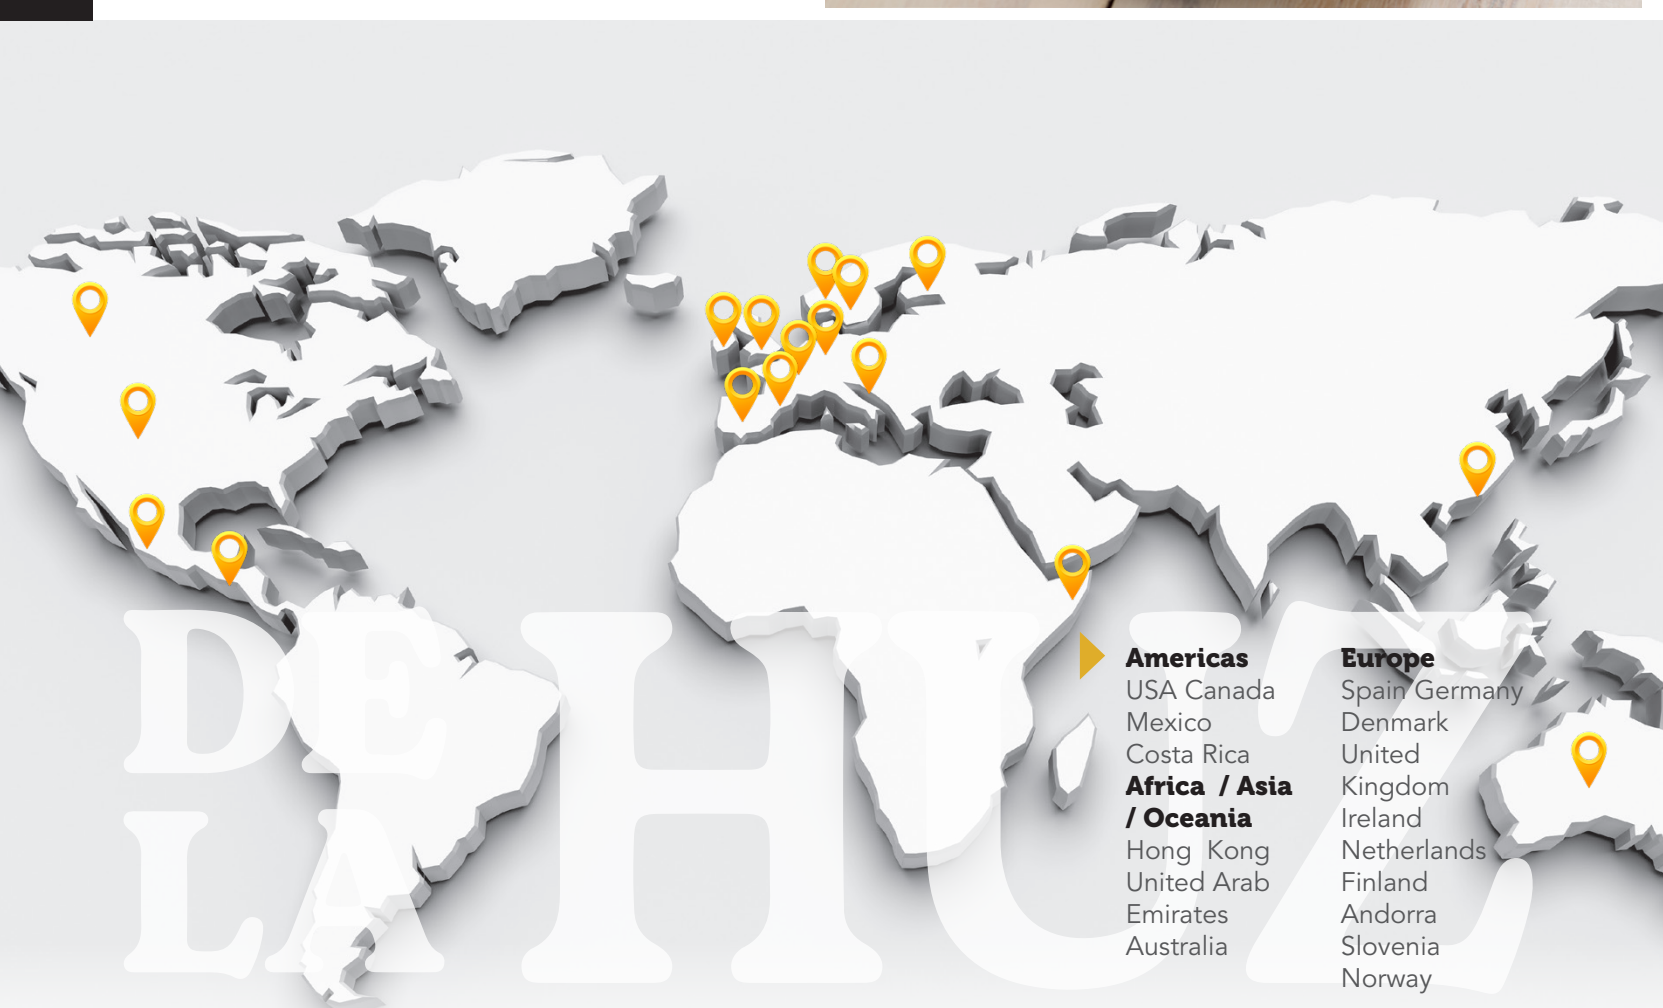 DE
LA
HUZ
Americas
USA Canada
Mexico
Costa Rica
Africa / Asia
/ Oceania
Hong Kong
United Arab
Emirates
Australia
Europe
Spain Germany
Denmark
United
Kingdom
Ireland
Netherlands
Finland
Andorra
Slovenia
Norway